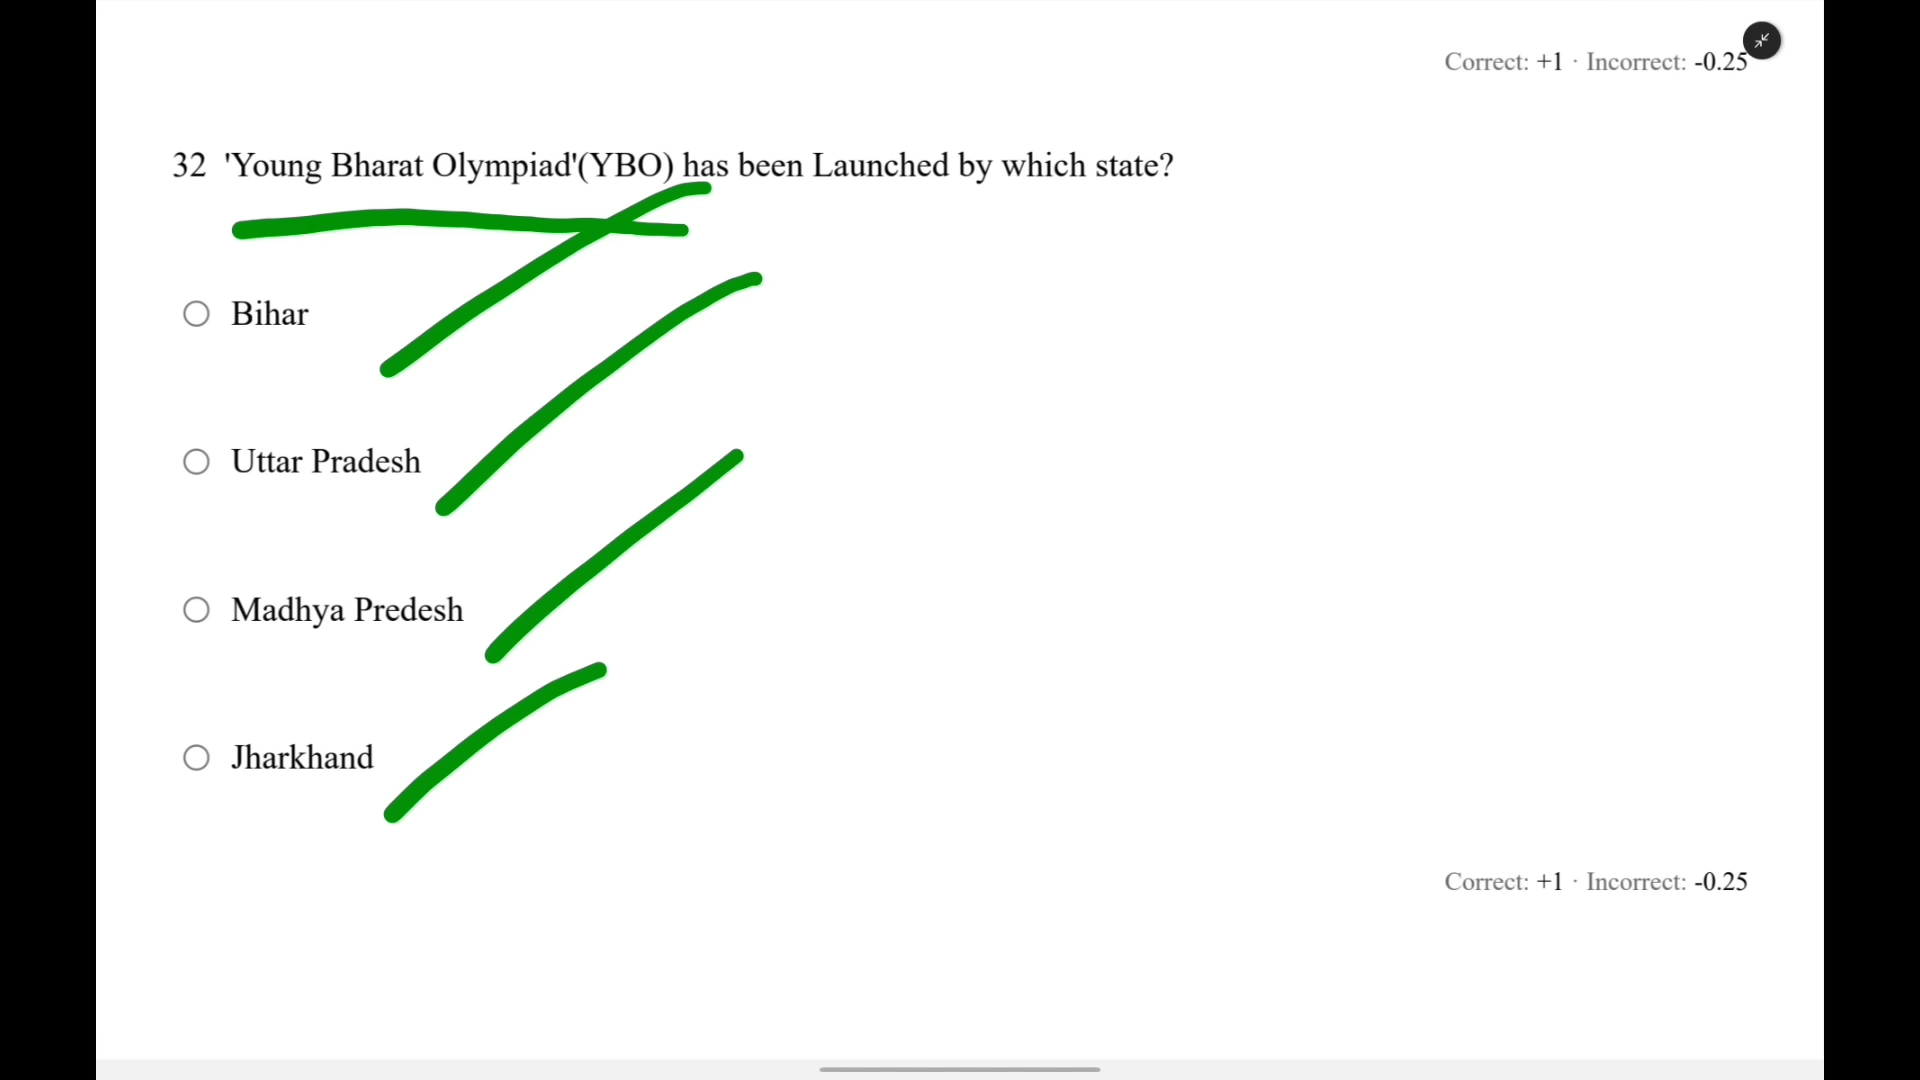 Correct: +1 · Incorrect: -0.25
32 'Young Bharat Olympiad'(YBO) has been Launched by which state?
Bihar
Uttar Pradesh
Madhya Predesh
Jharkhand
Correct: +1 · Incorrect: -0.25